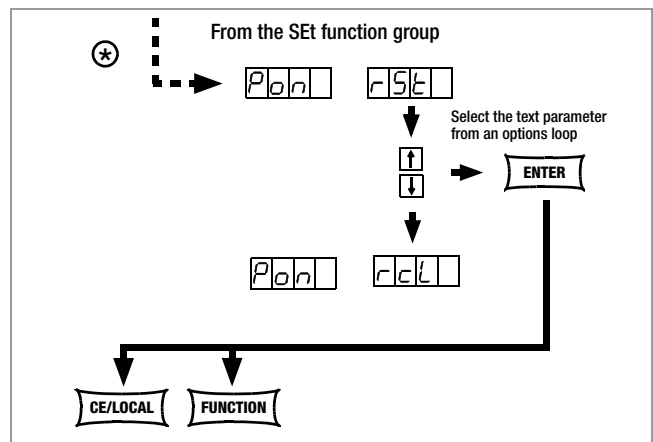 From the SEt function group
Pon rSt
Select the text parameter
from an options loop
ENTER
Pon rcL
CE/LOCAL FUNCTION